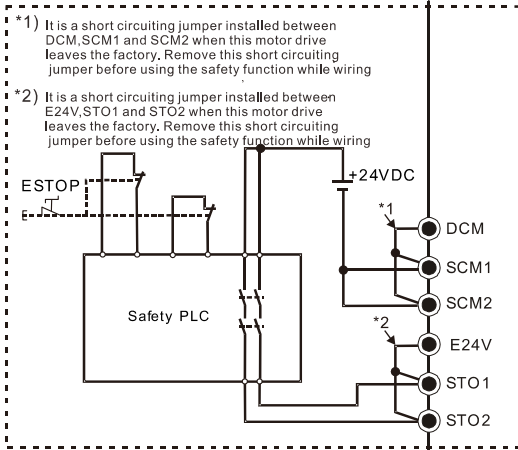 *1) It is a short circuiting jumper installed between
DCM,SCM1 and SCM2 when this motor drive
leaves the factory. Remove this short circuiting
jumper before using the safety function while wiring
*2) It is a short circuiting jumper installed between
E24V,STO1 and STO2 when this motor drive
leaves the factory. Remove this short circuiting
jumper before using the safety function while wiring
ESTOP
+24VDC
*1
DCM
SCM1
SCM2
Safety PLC
*2
E24V
STO1
STO2